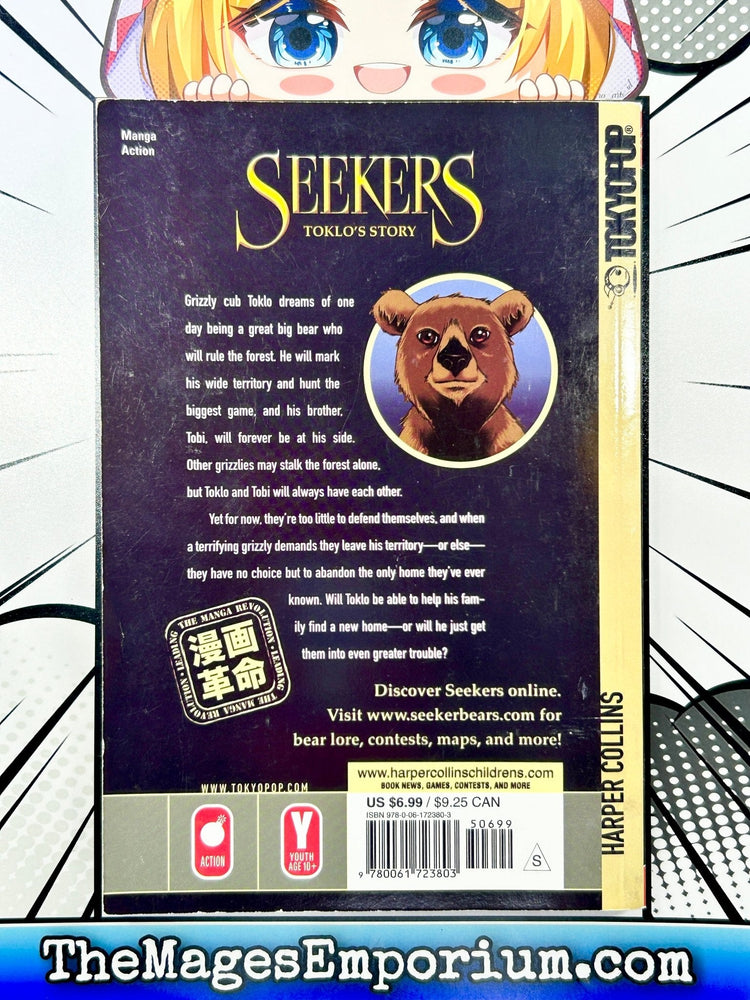 Manga
Action
SEEKERS
TOKLO'S STORY
Grizzly cub Toklo dreams of one
day being a great big bear who
will rule the forest. He will mark
his wide territory and hunt the
biggest game, and his brother,
Tobi, will forever be at his side.
Other grizzlies may stalk the forest alone,
but Toklo and Tobi will always have each other.
Yet for now, they're too little to defend themselves, and when
a terrifying grizzly demands they leave his territory—or else—
they have no choice but to abandon the only home they've ever
known. Will Toklo be able to help his fam-
ily find a new home—or will he just get
them into even greater trouble?
LEADING THE MANGA REVOLUTION • LEADING THE MANGA REVOLUTION •
漫画
革命
Discover Seekers online.
Visit www.seekerbears.com for
bear lore, contests, maps, and more!
WWW.TOKYOPOP.COM
ACTION
Y
YOUTH
AGE 10+
www.harpercollinschildrens.com
BOOK NEWS, GAMES, CONTESTS, AND MORE
US $6.99 / $9.25 CAN
ISBN 978-0-06-172380-3
50699
9 780061 723803
S
TOKYOPOP®
HARPER COLLINS
TheMagesEmporium.com